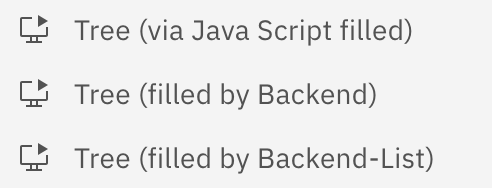 Tree (via Java Script filled)
Tree (filled by Backend)
Tree (filled by Backend-List)